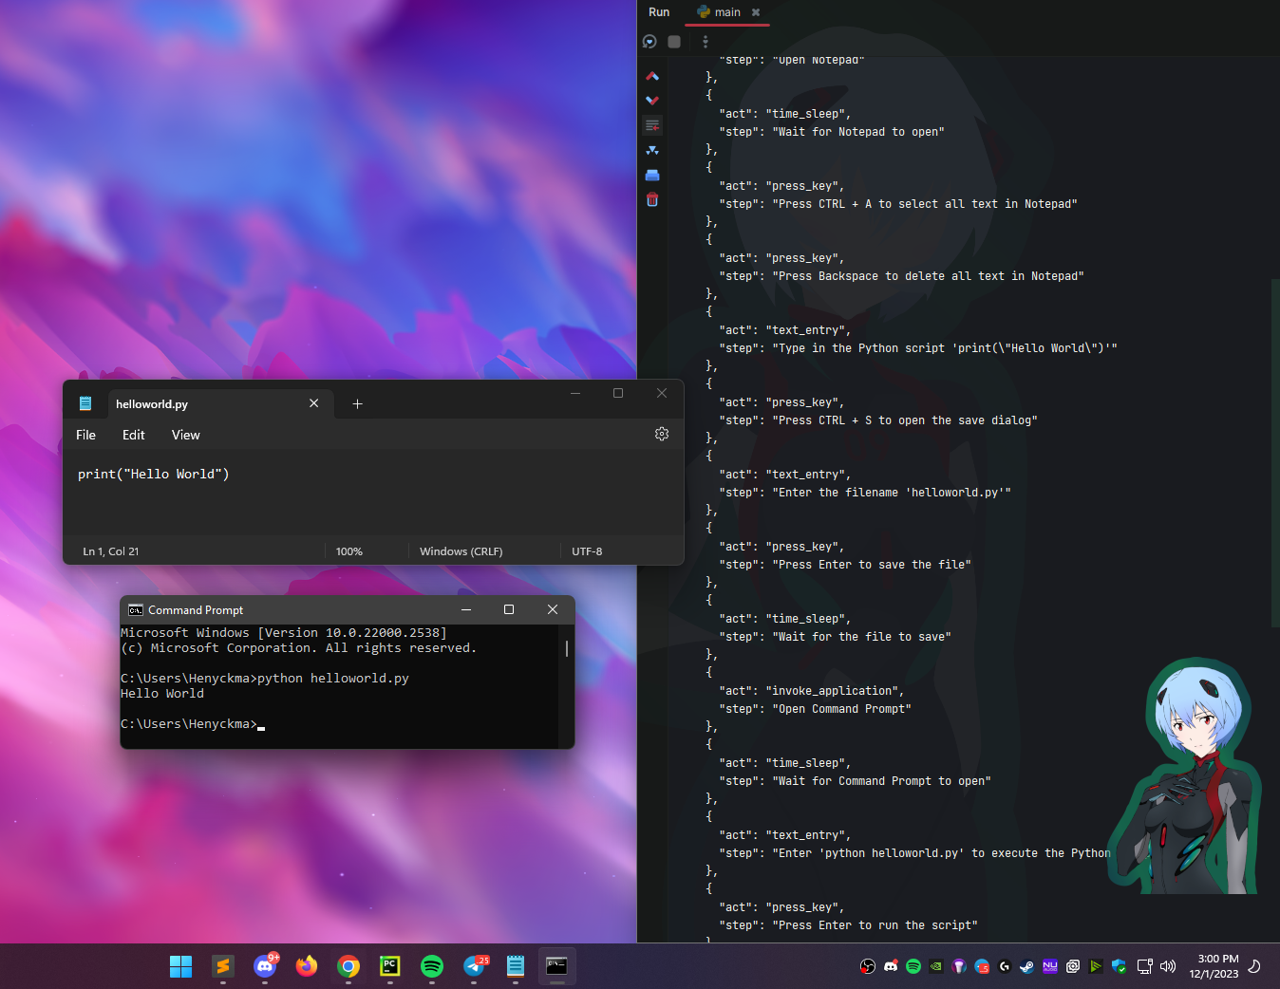 Run
main
"step": "Open Notepad"
},
{
"act": "time_sleep",
"step": "Wait for Notepad to open"
},
{
"act": "press_key",
"step": "Press CTRL + A to select all text in Notepad"
},
{
"act": "press_key",
"step": "Press Backspace to delete all text in Notepad"
},
{
"act": "text_entry",
"step": "Type in the Python script 'print(\"Hello World\")'"
},
{
"act": "press_key",
"step": "Press CTRL + S to open the save dialog"
},
{
"act": "text_entry",
"step": "Enter the filename 'helloworld.py'"
},
{
"act": "press_key",
"step": "Press Enter to save the file"
},
{
"act": "time_sleep",
"step": "Wait for the file to save"
},
{
"act": "invoke_application",
"step": "Open Command Prompt"
},
{
"act": "time_sleep",
"step": "Wait for Command Prompt to open"
},
{
"act": "text_entry",
"step": "Enter 'python helloworld.py' to execute the Python
},
{
"act": "press_key",
"step": "Press Enter to run the script"
helloworld.py
File Edit View
print("Hello World")
Ln 1, Col 21 100% Windows (CRLF) UTF-8
Command Prompt
Microsoft Windows [Version 10.0.22000.2538]
(c) Microsoft Corporation. All rights reserved.
C:\Users\Henyckma>python helloworld.py
Hello World
C:\Users\Henyckma>
9+
PC
25
3:00 PM
12/1/2023